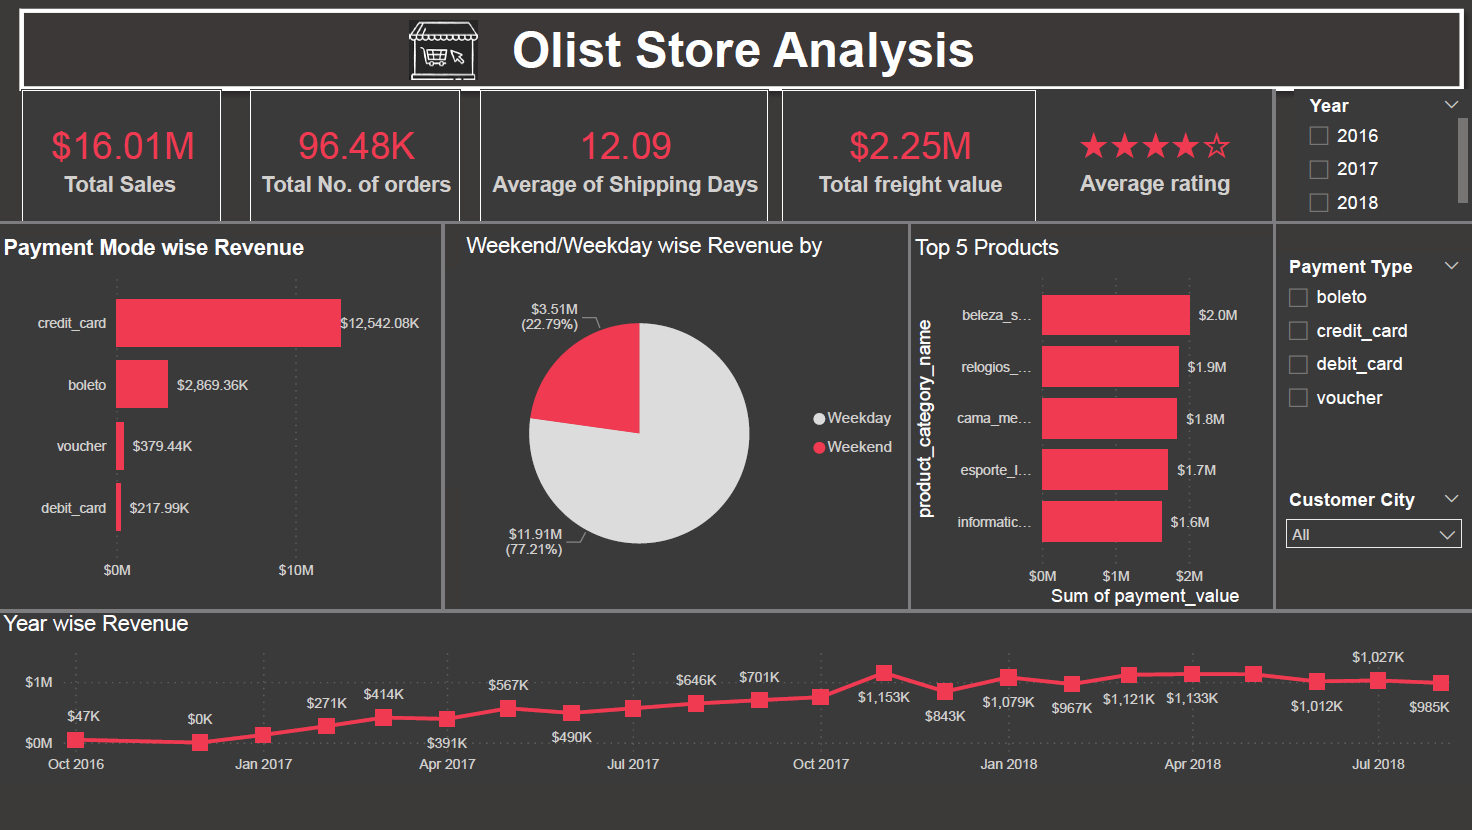 Olist Store Analysis
$16.01M
Total Sales
96.48K
Total No. of orders
12.09
Average of Shipping Days
$2.25M
Total freight value
Average rating
Year
2016
2017
2018
Payment Mode wise Revenue
credit_card
$12,542.08K
boleto
$2,869.36K
voucher
$379.44K
debit_card
$217.99K
$0M
$10M
Weekend/Weekday wise Revenue by
$3.51M
(22.79%)
$11.91M
(77.21%)
Weekday
Weekend
Top 5 Products
product_category_name
beleza_s...
$2.0M
relogios_...
$1.9M
cama_me...
$1.8M
esporte_l...
$1.7M
informatic...
$1.6M
$0M
$1M
$2M
Sum of payment_value
Payment Type
boleto
credit_card
debit_card
voucher
Customer City
All
Year wise Revenue
$1M
$0M
$47K
$0K
$271K
$414K
$391K
$567K
$490K
$646K
$701K
$1,153K
$843K
$1,079K
$967K
$1,121K
$1,133K
$1,012K
$1,027K
$985K
Oct 2016
Jan 2017
Apr 2017
Jul 2017
Oct 2017
Jan 2018
Apr 2018
Jul 2018